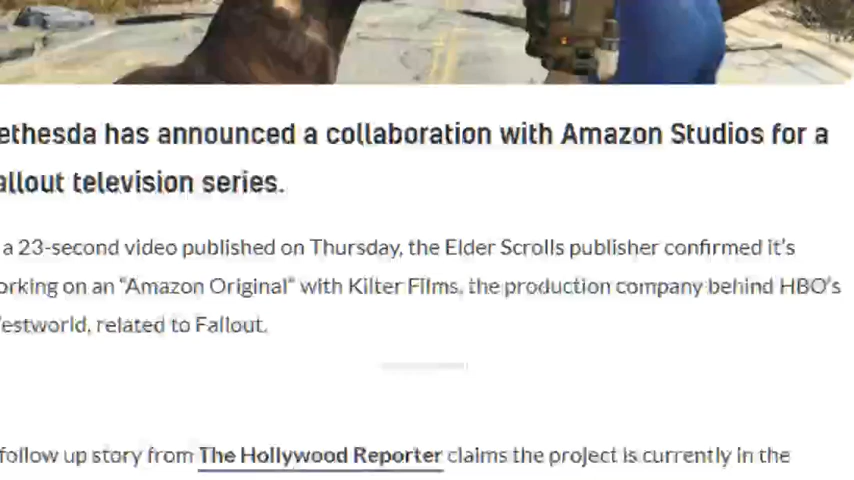 ethesda has announced a collaboration with Amazon Studios for a
allout television series.
a 23-second video published on Thursday, the Elder Scrolls publisher confirmed it's
orking on an "Amazon Original" with Kilter Films, the production company behind HBO's
estworld, related to Fallout.
follow up story from The Hollywood Reporter claims the project is currently in the